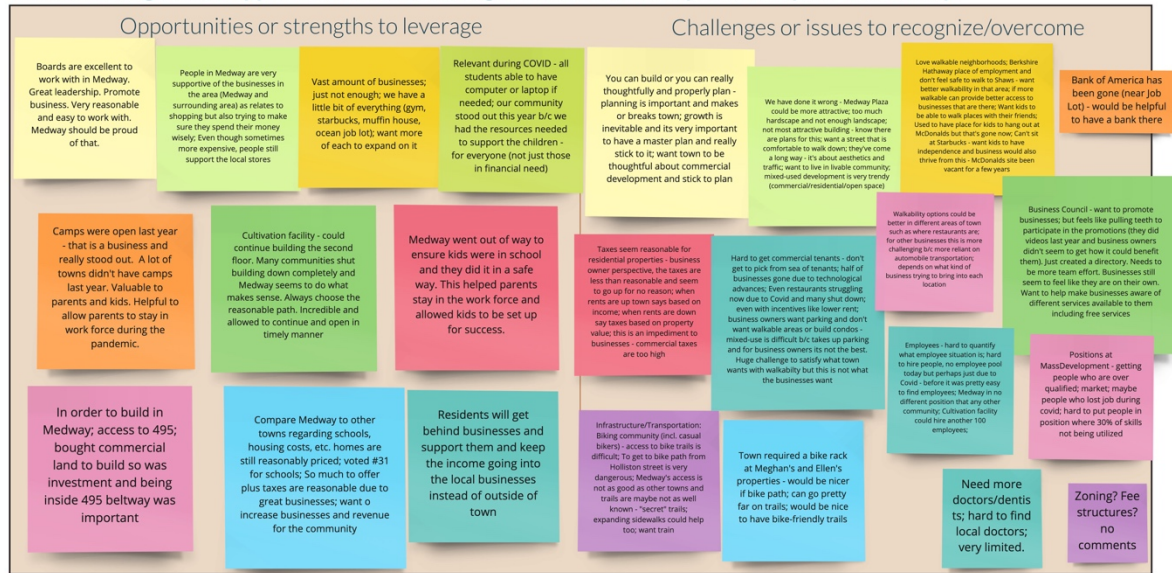 Opportunities or strengths to leverage
Boards are excellent to
work with in Medway.
Great leadership. Promote
business. Very reasonable
and easy to work with.
Medway should be proud
of that.
People in Medway are very
supportive of the businesses in
the area (Medway and
surrounding area) as relates to
shopping but also trying to make
sure they spend their money
wisely; Even though sometimes
more expensive, people still
support the local stores
Vast amount of businesses;
just not enough; we have a
little bit of everything (gym,
starbucks, muffin house,
ocean job lot); want more
of each to expand on it
Relevant during COVID - all
students able to have
computer or laptop if
needed; our community
stood out this year b/c we
had the resources needed
to support the children -
for everyone (not just those
in financial need)
Camps were open last year
- that is a business and
really stood out. A lot of
towns didn't have camps
last year. Valuable to
parents and kids. Helpful to
allow parents to stay in
work force during the
pandemic.
Cultivation facility - could
continue building the second
floor. Many communities shut
building down completely and
Medway seems to do what
makes sense. Always choose the
reasonable path. Incredible and
allowed to continue and open in
timely manner
Medway went out of way to
ensure kids were in school
and they did it in a safe
way. This helped parents
stay in the work force and
allowed kids to be set up
for success.
In order to build in
Medway; access to 495;
bought commercial
land to build so was
investment and being
inside 495 beltway was
important
Compare Medway to other
towns regarding schools,
housing costs, etc. homes are
still reasonably priced; voted #31
for schools; So much to offer
plus taxes are reasonable due to
great businesses; want o
increase businesses and revenue
for the community
Residents will get
behind businesses and
support them and keep
the income going into
the local businesses
instead of outside of
town
Challenges or issues to recognize/overcome
You can build or you can really
thoughtfully and properly plan -
planning is important and makes
or breaks town; growth is
inevitable and its very important
to have a master plan and really
stick to it; want town to be
thoughtful about commercial
development and stick to plan
We have done it wrong - Medway Plaza
could be more attractive; too much
hardscape and not enough landscape;
not most attractive building - know there
are plans for this; want a street that
is comfortable to walk down; they've come
a long way - it's about aesthetics and
traffic; want to live in livable community;
mixed-used development is very trendy
(commercial/residential/open space)
Love walkable neighborhoods; Berkshire
Hathaway place of employment and
don't feel safe to walk to Shaws - want
better walkability in that area; if more
walkable can provide better access to
businesses that are there; Want kids to
be able to walk places with their friends;
Used to have place for kids to hang out at
McDonalds but that's gone now; Can't sit
at Starbucks - want kids to have
independence and business would also
thrive from this - McDonalds site been
vacant for a few years
Bank of America has
been gone (near Job
Lot) - would be helpful
to have a bank there
Taxes seem reasonable for
residential properties - business
owner perspective, the taxes are
less than reasonable and seem
to go up for no reason; when
rents are up town says based on
income; when rents are down
say taxes based on property
value; this is an impediment to
businesses - commercial taxes
are too high
Hard to get commercial tenants - don't
get to pick from sea of tenants; half of
businesses gone due to technological
advances; Even restaurants struggling
now due to Covid and many shut down;
even with incentives like lower rent;
business owners want parking and don't
want walkable areas or build condos -
mixed-use is difficult b/c takes up parking
and for business owners its not the best.
Huge challenge to satisfy what town
wants with walkabity but this is not what
the businesses want
Walkability options could be
better in different areas of town
such as where restaurants are;
for other businesses this is more
challenging b/c more reliant on
automobile transportation;
depends on what kind of
business trying to bring into each
location
Business Council - want to promote
businesses; but feels like pulling teeth to
participate in the promotions (they did
videos last year and business owners
didn't seem to get how it could benefit
them). Just created a directory. Needs to
be more team effort. Businesses still
seem to feel like they are on their own.
Want to help make businesses aware of
different services available to them
including free services
Employees - hard to quantify
what employee situation is; hard
to hire people, no employee pool
today but perhaps just due to
Covid - before it was pretty easy
to find employees; Medway in no
different position that any other
community; Cultivation facility
could hire another 100
employees;
Positions at
MassDevelopment - getting
people who are over
qualified; market; maybe
people who lost job during
covid; hard to put people in
position where 30% of skills
not being utilized
Infrastructure/Transportation:
Biking community (incl. casual
bikers) - access to bike trails is
difficult; To get to bike path from
Holliston street is very
dangerous; Medway's access is
not as good as other towns and
trails are maybe not as well
known - "secret" trails;
expanding sidewalks could help
too; want train
Town required a bike rack
at Meghan's and Ellen's
properties - would be nicer
if bike path; can go pretty
far on trails; would be nice
to have bike-friendly trails
Need more
doctors/dentis
ts; hard to find
local doctors;
very limited.
Zoning? Fee
structures?
no
comments